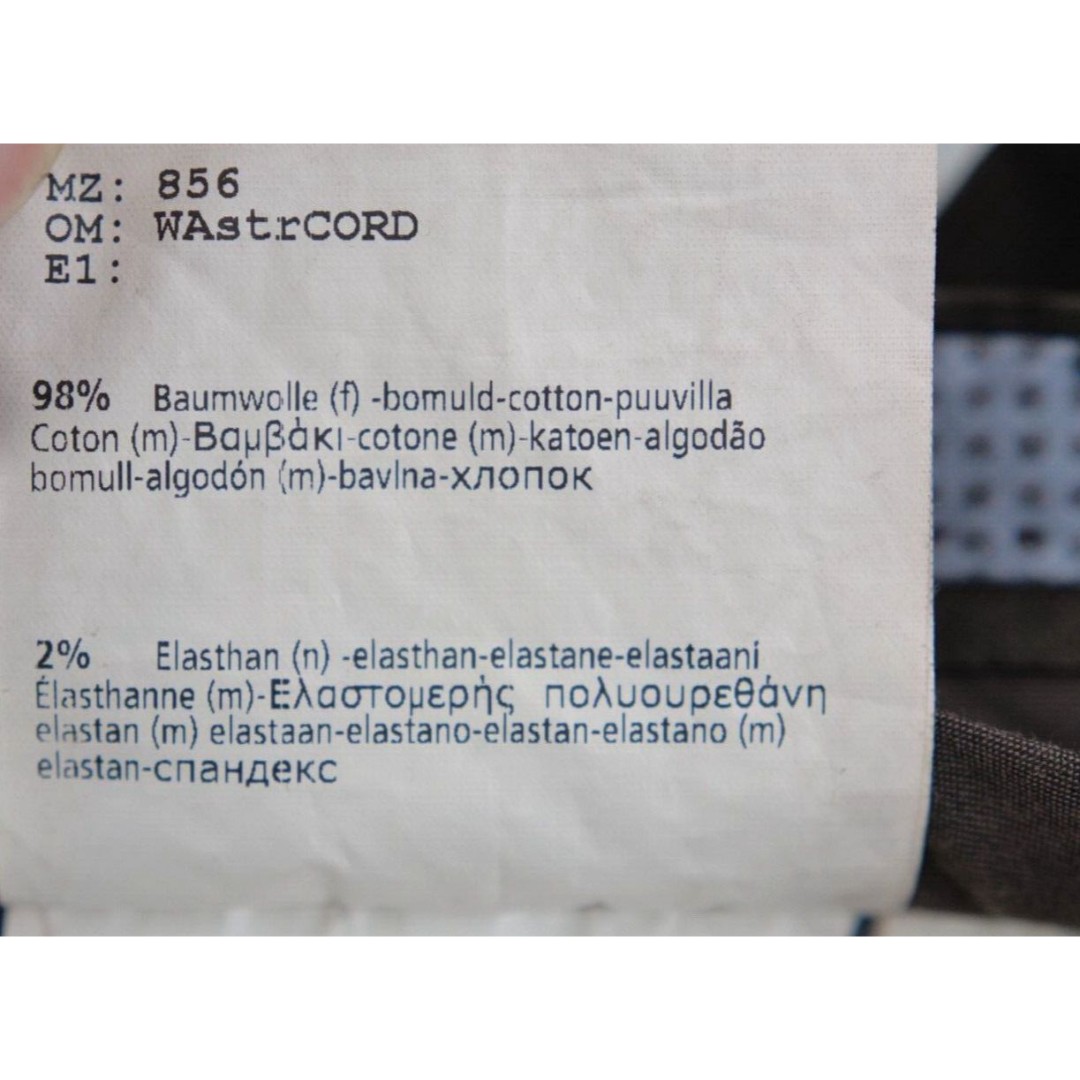 MZ: 856
OM: WAstrCORD
E1:
98% Baumwolle (f) -bomuld-cotton-puuvilla
Coton (m)-Βαμβάκι-cotone (m)-katoen-algodão
bomull-algodón (m)-bavlna-хлопок
2% Elasthan (n) -elasthan-elastane-elastaani
Élasthanne (m)-Ελαστομερής πολυουρεθάνη
elastan (m) elastaan-elastano-elastan-elastano (m)
elastan-спандекс